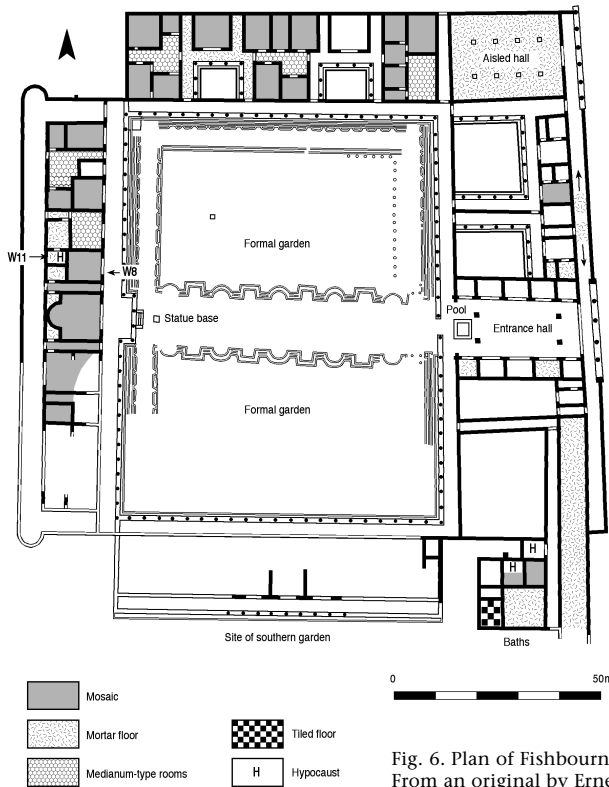 Aisled hall
Formal garden
W11
H
W8
Statue base
Pool
Entrance hall
Formal garden
H
H
H
Site of southern garden
Baths
Mosaic
Mortar floor
Medianum-type rooms
Tiled floor
H Hypocaust
0 50m
Fig. 6. Plan of Fishbourn
From an original by Erne